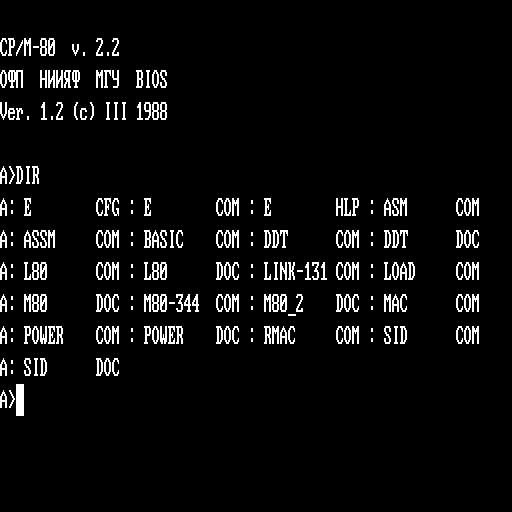 CP/M-80 v. 2.2
ОФП НИИЯФ МГУ BIOS
Ver. 1.2 (c) III 1988
A>DIR
A: E CFG : E COM : E HLP : ASM COM
A: ASSM COM : BASIC COM : DDT COM : DDT DOC
A: L80 COM : L80 DOC : LINK-131 COM : LOAD COM
A: M80 DOC : M80-344 COM : M80_2 DOC : MAC COM
A: POWER COM : POWER DOC : RMAC COM : SID COM
A: SID DOC
A>